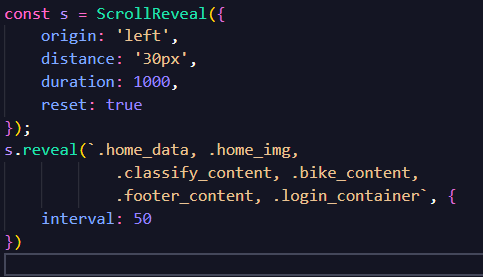 const s = ScrollReveal({
    origin: 'left',
    distance: '30px',
    duration: 1000,
    reset: true
});
s.reveal(`.home_data, .home_img,
            .classify_content, .bike_content,
            .footer_content, .login_container`, {
    interval: 50
})